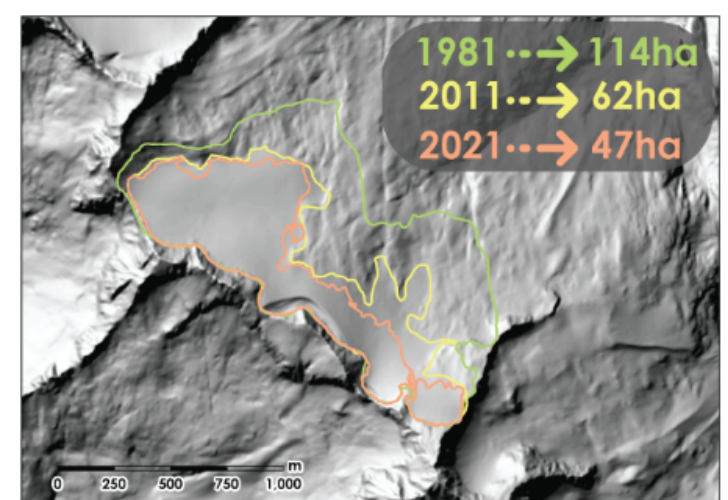 1981 ··→ 114ha
2011 ··→ 62ha
2021 ··→ 47ha
m
0 250 500 750 1,000